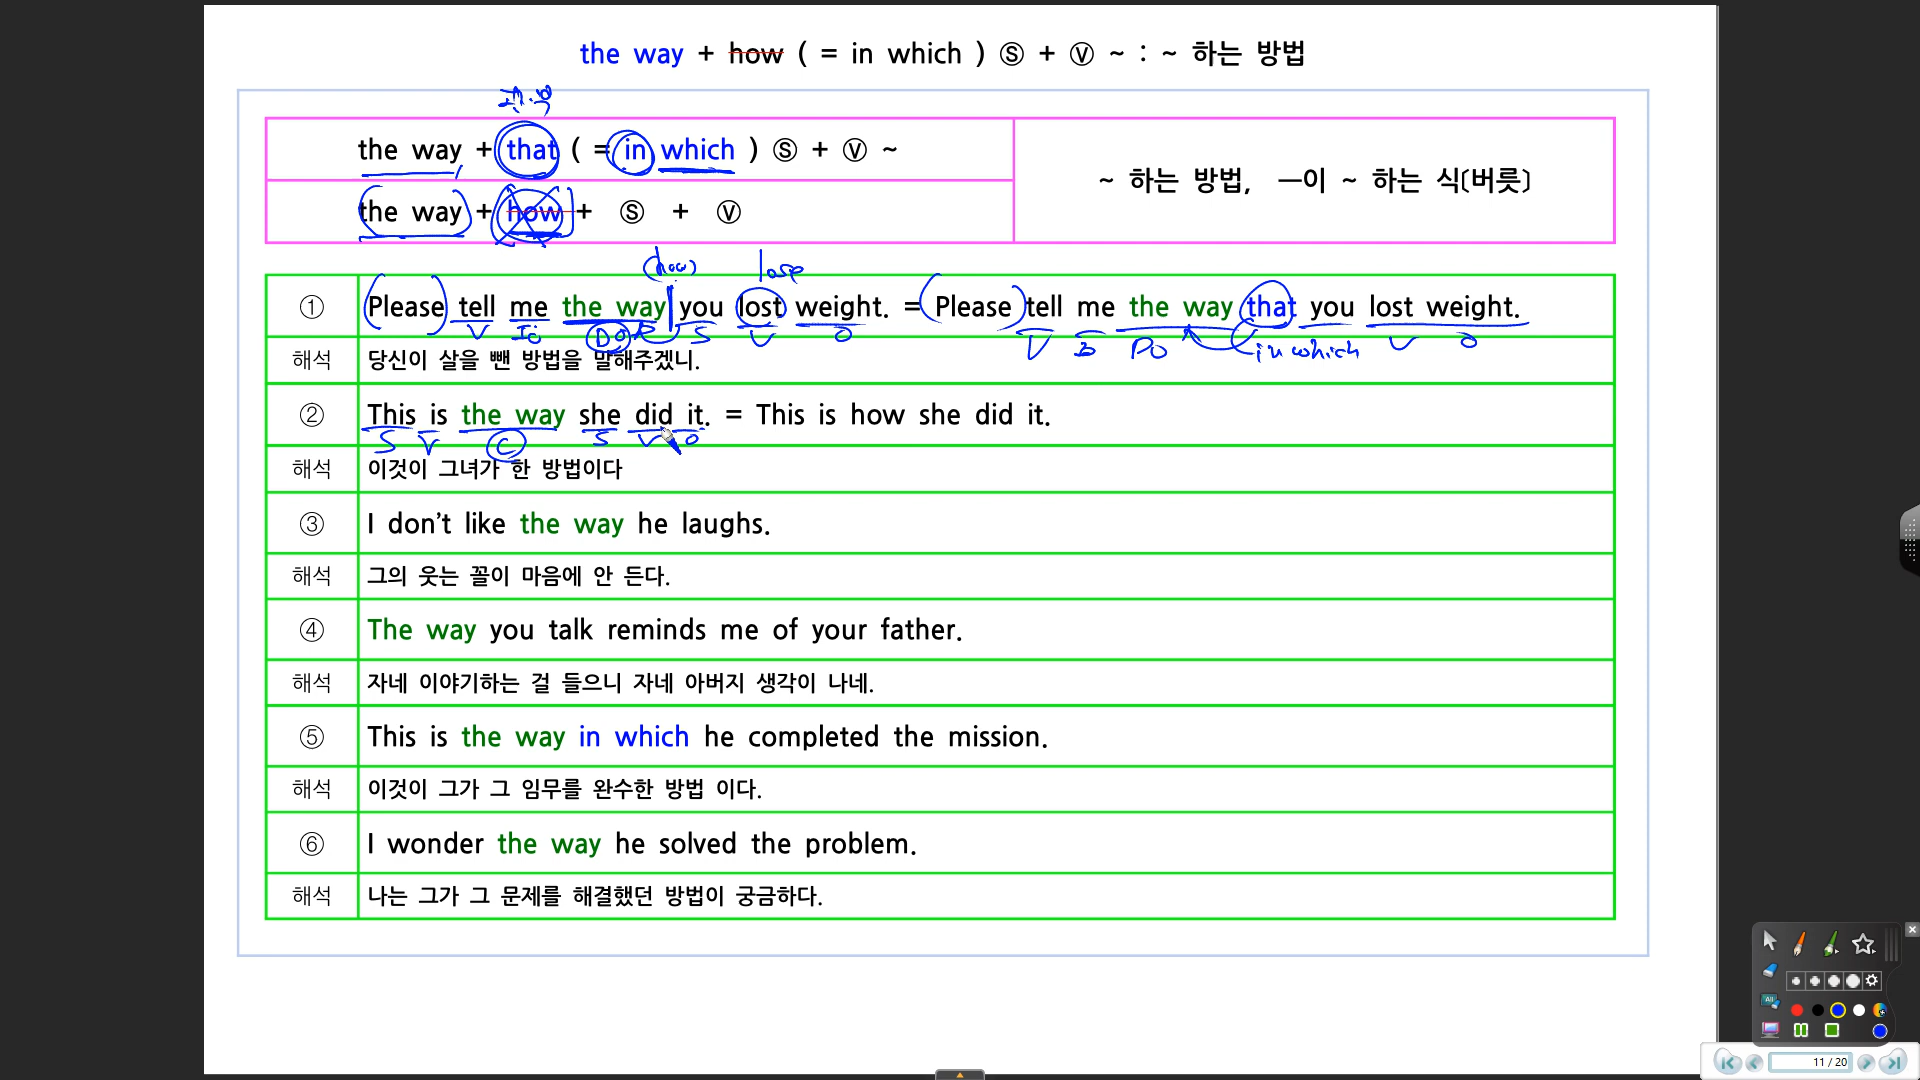 the way + how ( = in which ) Ⓢ + Ⓥ ~ : ~ 하는 방법
the way + that ( = in which ) Ⓢ + Ⓥ ~
~ 하는 방법, ―이 ~ 하는 식(버릇)
the way + how + Ⓢ + Ⓥ
(how) lose
① Please tell me the way you lost weight. = Please tell me the way that you lost weight.
V IO DO S V O V IO DO in which V O
해석 당신이 살을 뺀 방법을 말해주겠니.
② This is the way she did it. = This is how she did it.
S V C S V O
해석 이것이 그녀가 한 방법이다
③ I don't like the way he laughs.
해석 그의 웃는 꼴이 마음에 안 든다.
④ The way you talk reminds me of your father.
해석 자네 이야기하는 걸 들으니 자네 아버지 생각이 나네.
⑤ This is the way in which he completed the mission.
해석 이것이 그가 그 임무를 완수한 방법 이다.
⑥ I wonder the way he solved the problem.
해석 나는 그가 그 문제를 해결했던 방법이 궁금하다.
All
11 / 20